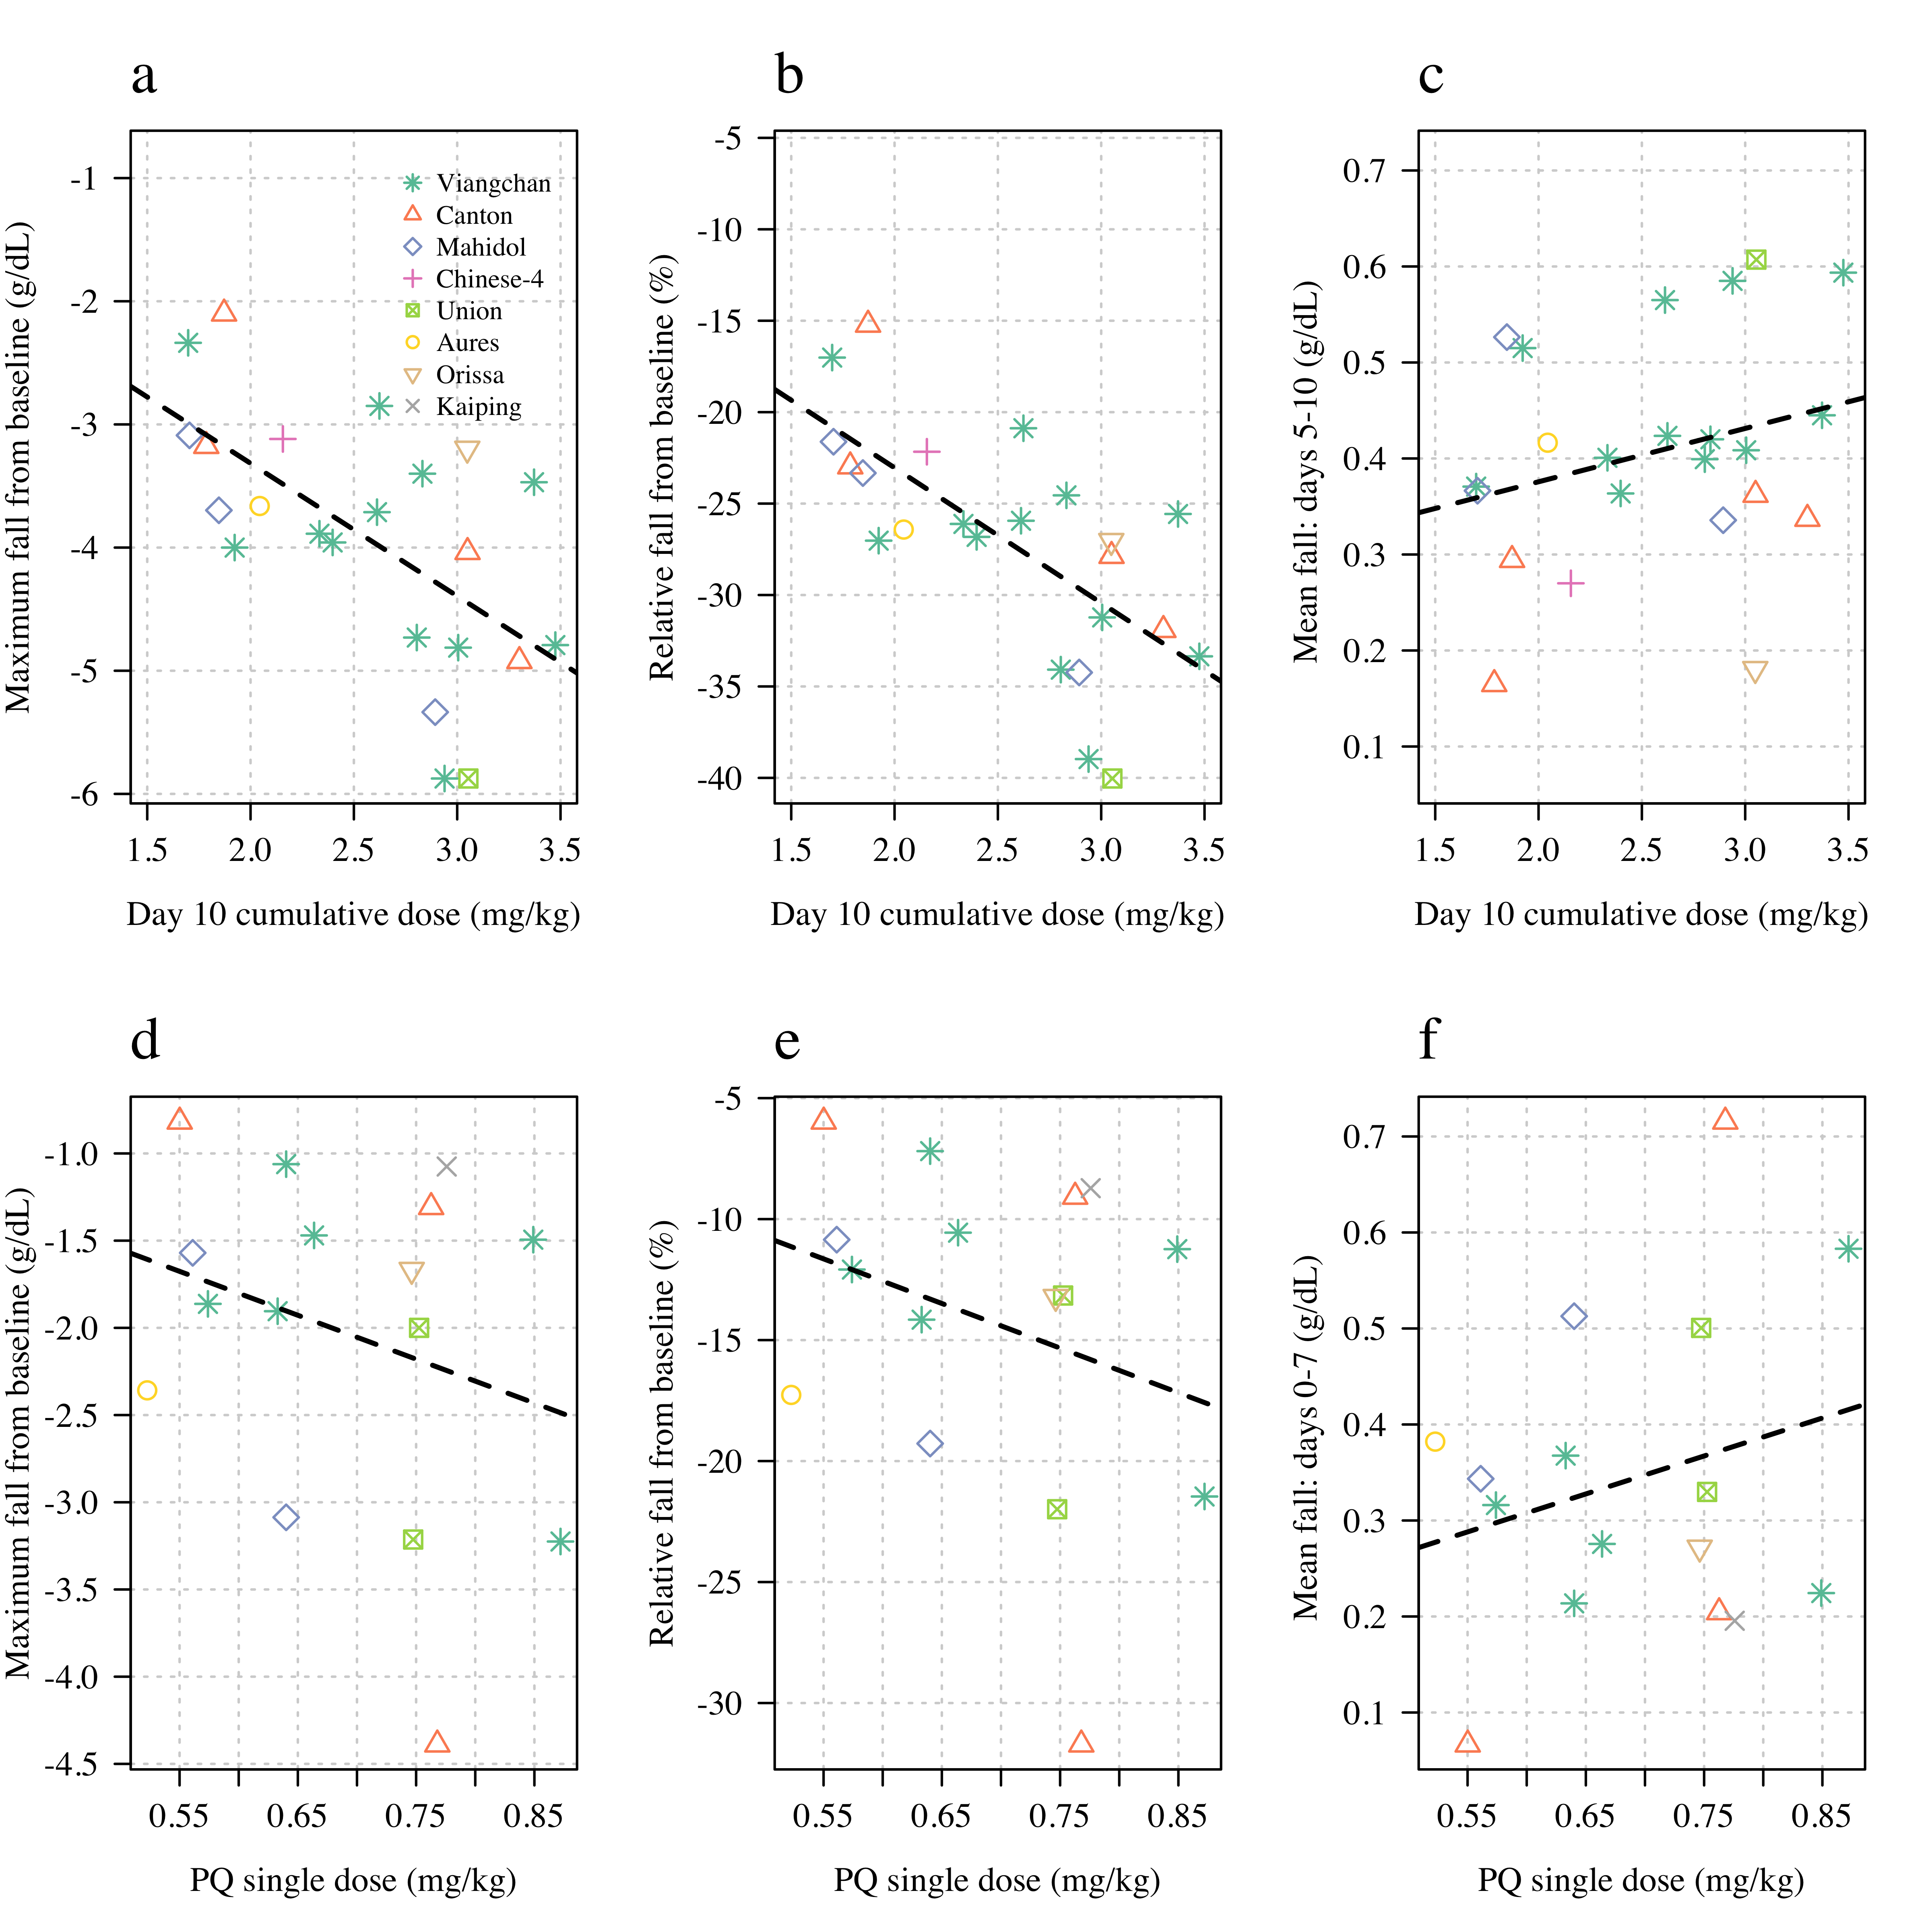 a
Maximum fall from baseline (g/dL)
-1
-2
-3
-4
-5
-6
Viangchan
Canton
Mahidol
Chinese-4
Union
Aures
Orissa
Kaiping
1.5 2.0 2.5 3.0 3.5
Day 10 cumulative dose (mg/kg)
b
Relative fall from baseline (%)
-5
-10
-15
-20
-25
-30
-35
-40
1.5 2.0 2.5 3.0 3.5
Day 10 cumulative dose (mg/kg)
c
Mean fall: days 5-10 (g/dL)
0.7
0.6
0.5
0.4
0.3
0.2
0.1
1.5 2.0 2.5 3.0 3.5
Day 10 cumulative dose (mg/kg)
d
Maximum fall from baseline (g/dL)
-1.0
-1.5
-2.0
-2.5
-3.0
-3.5
-4.0
-4.5
0.55 0.65 0.75 0.85
PQ single dose (mg/kg)
e
Relative fall from baseline (%)
-5
-10
-15
-20
-25
-30
0.55 0.65 0.75 0.85
PQ single dose (mg/kg)
f
Mean fall: days 0-7 (g/dL)
0.7
0.6
0.5
0.4
0.3
0.2
0.1
0.55 0.65 0.75 0.85
PQ single dose (mg/kg)